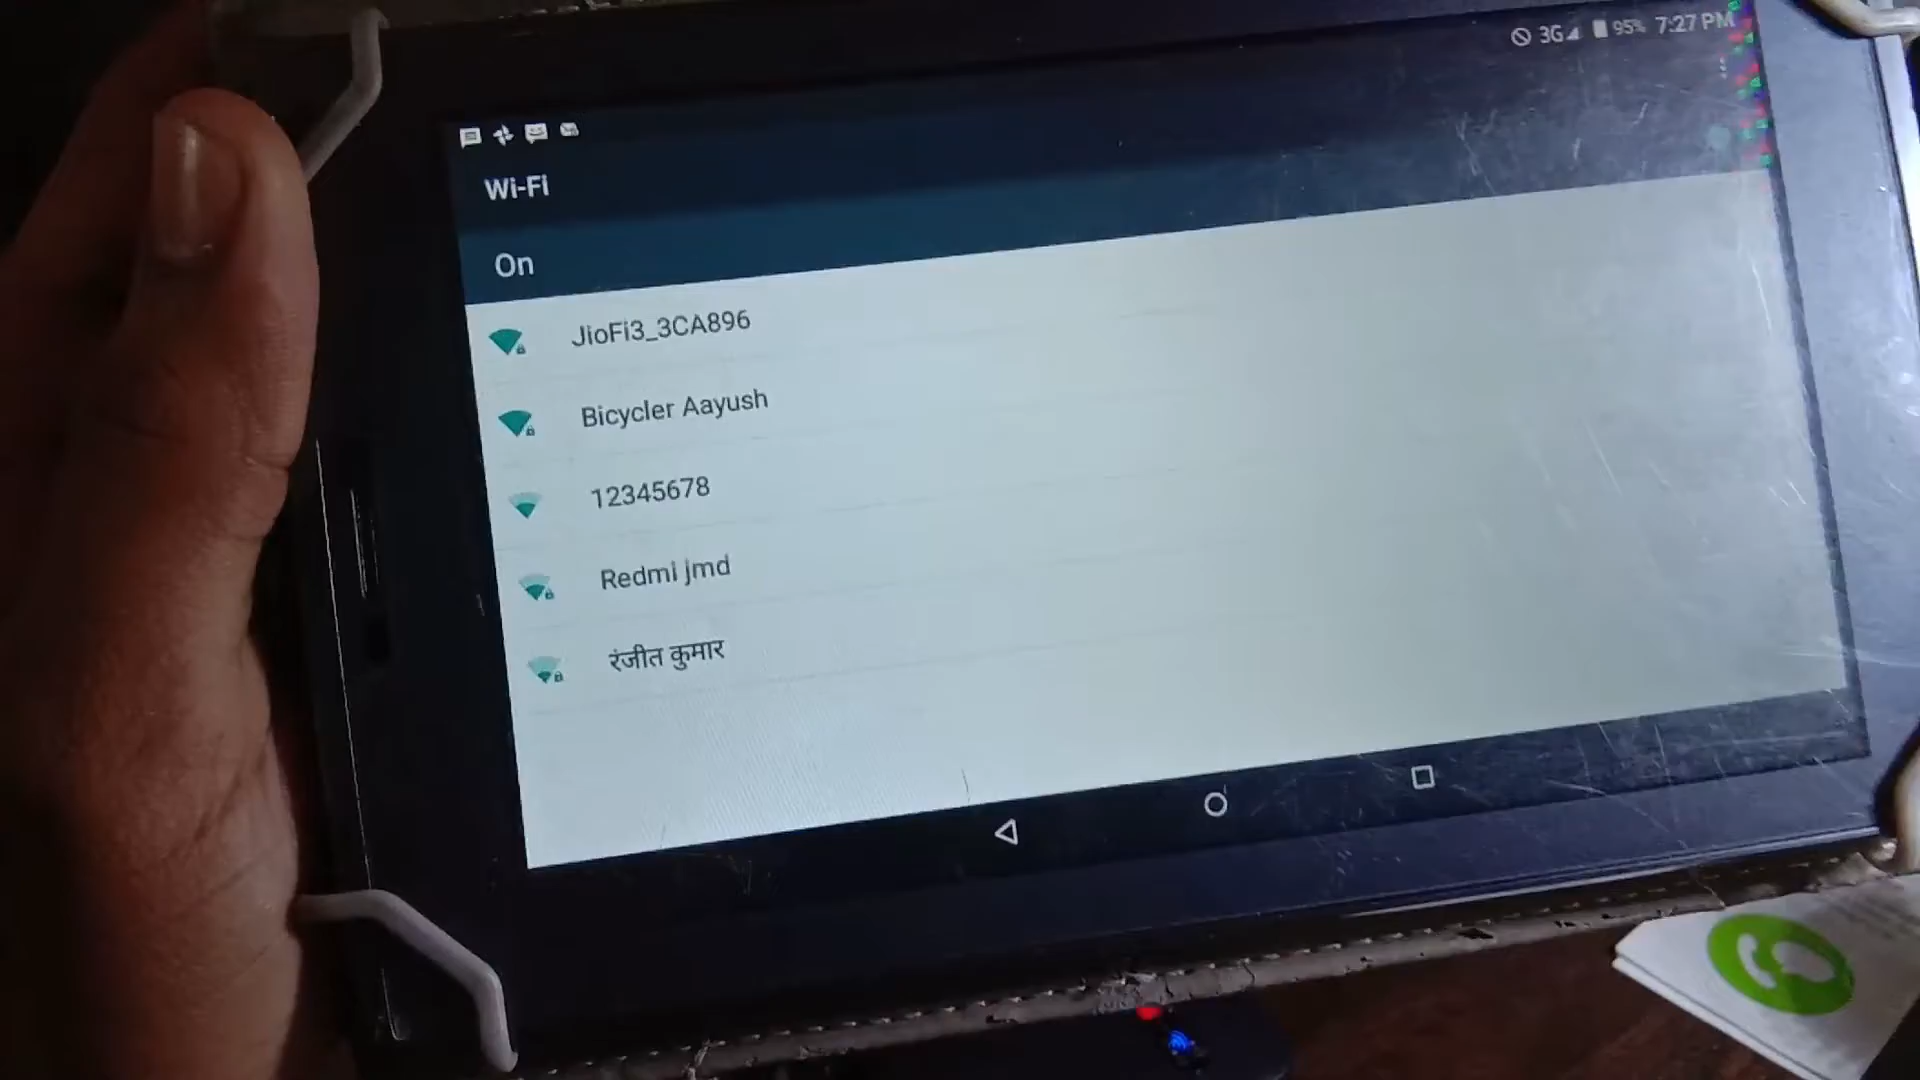 3G 95% 7:27 PM
Wi-Fi
On
JioFi3_3CA896
Bicycler Aayush
12345678
Redmi jmd
रंजीत कुमार